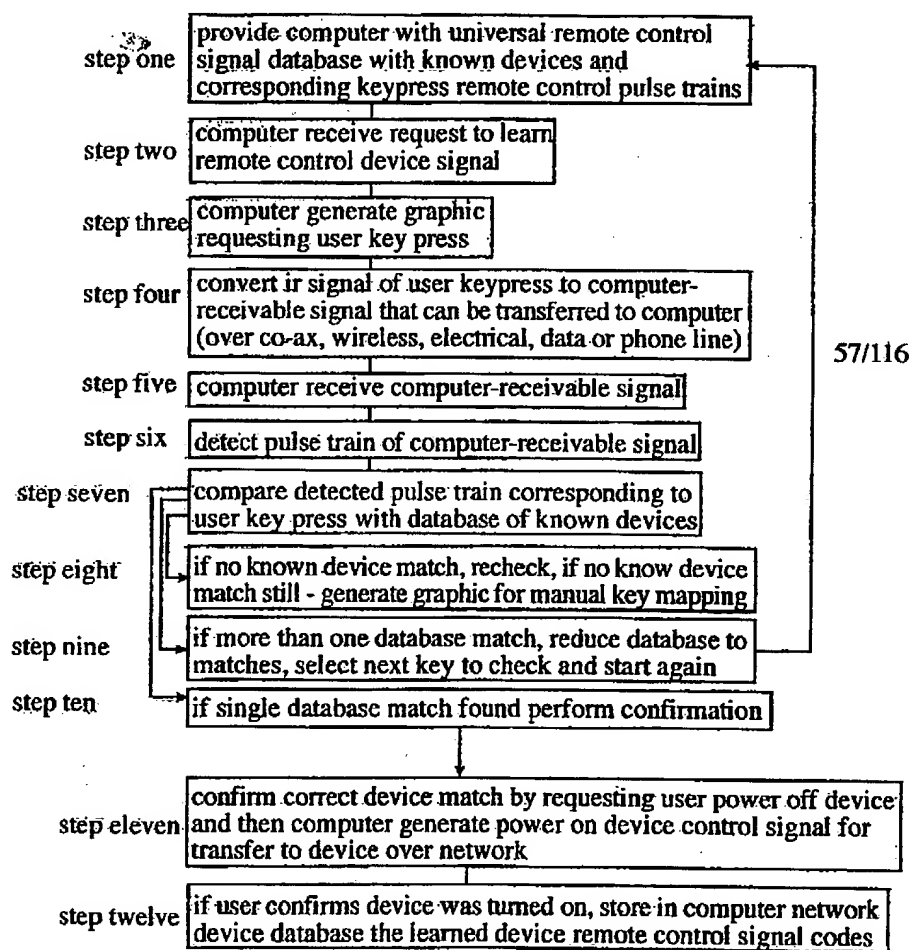 step one
provide computer with universal remote control
signal database with known devices and
corresponding keypress remote control pulse trains
step two
computer receive request to learn
remote control device signal
step three
computer generate graphic
requesting user key press
step four
convert ir signal of user keypress to computer-
receivable signal that can be transferred to computer
(over co-ax, wireless, electrical, data or phone line)
57/116
step five
computer receive computer-receivable signal
step six
detect pulse train of computer-receivable signal
step seven
compare detected pulse train corresponding to
user key press with database of known devices
step eight
if no known device match, recheck, if no know device
match still - generate graphic for manual key mapping
step nine
if more than one database match, reduce database to
matches, select next key to check and start again
step ten
if single database match found perform confirmation
step eleven
confirm correct device match by requesting user power off device
and then computer generate power on device control signal for
transfer to device over network
step twelve
if user confirms device was turned on, store in computer network
device database the learned device remote control signal codes